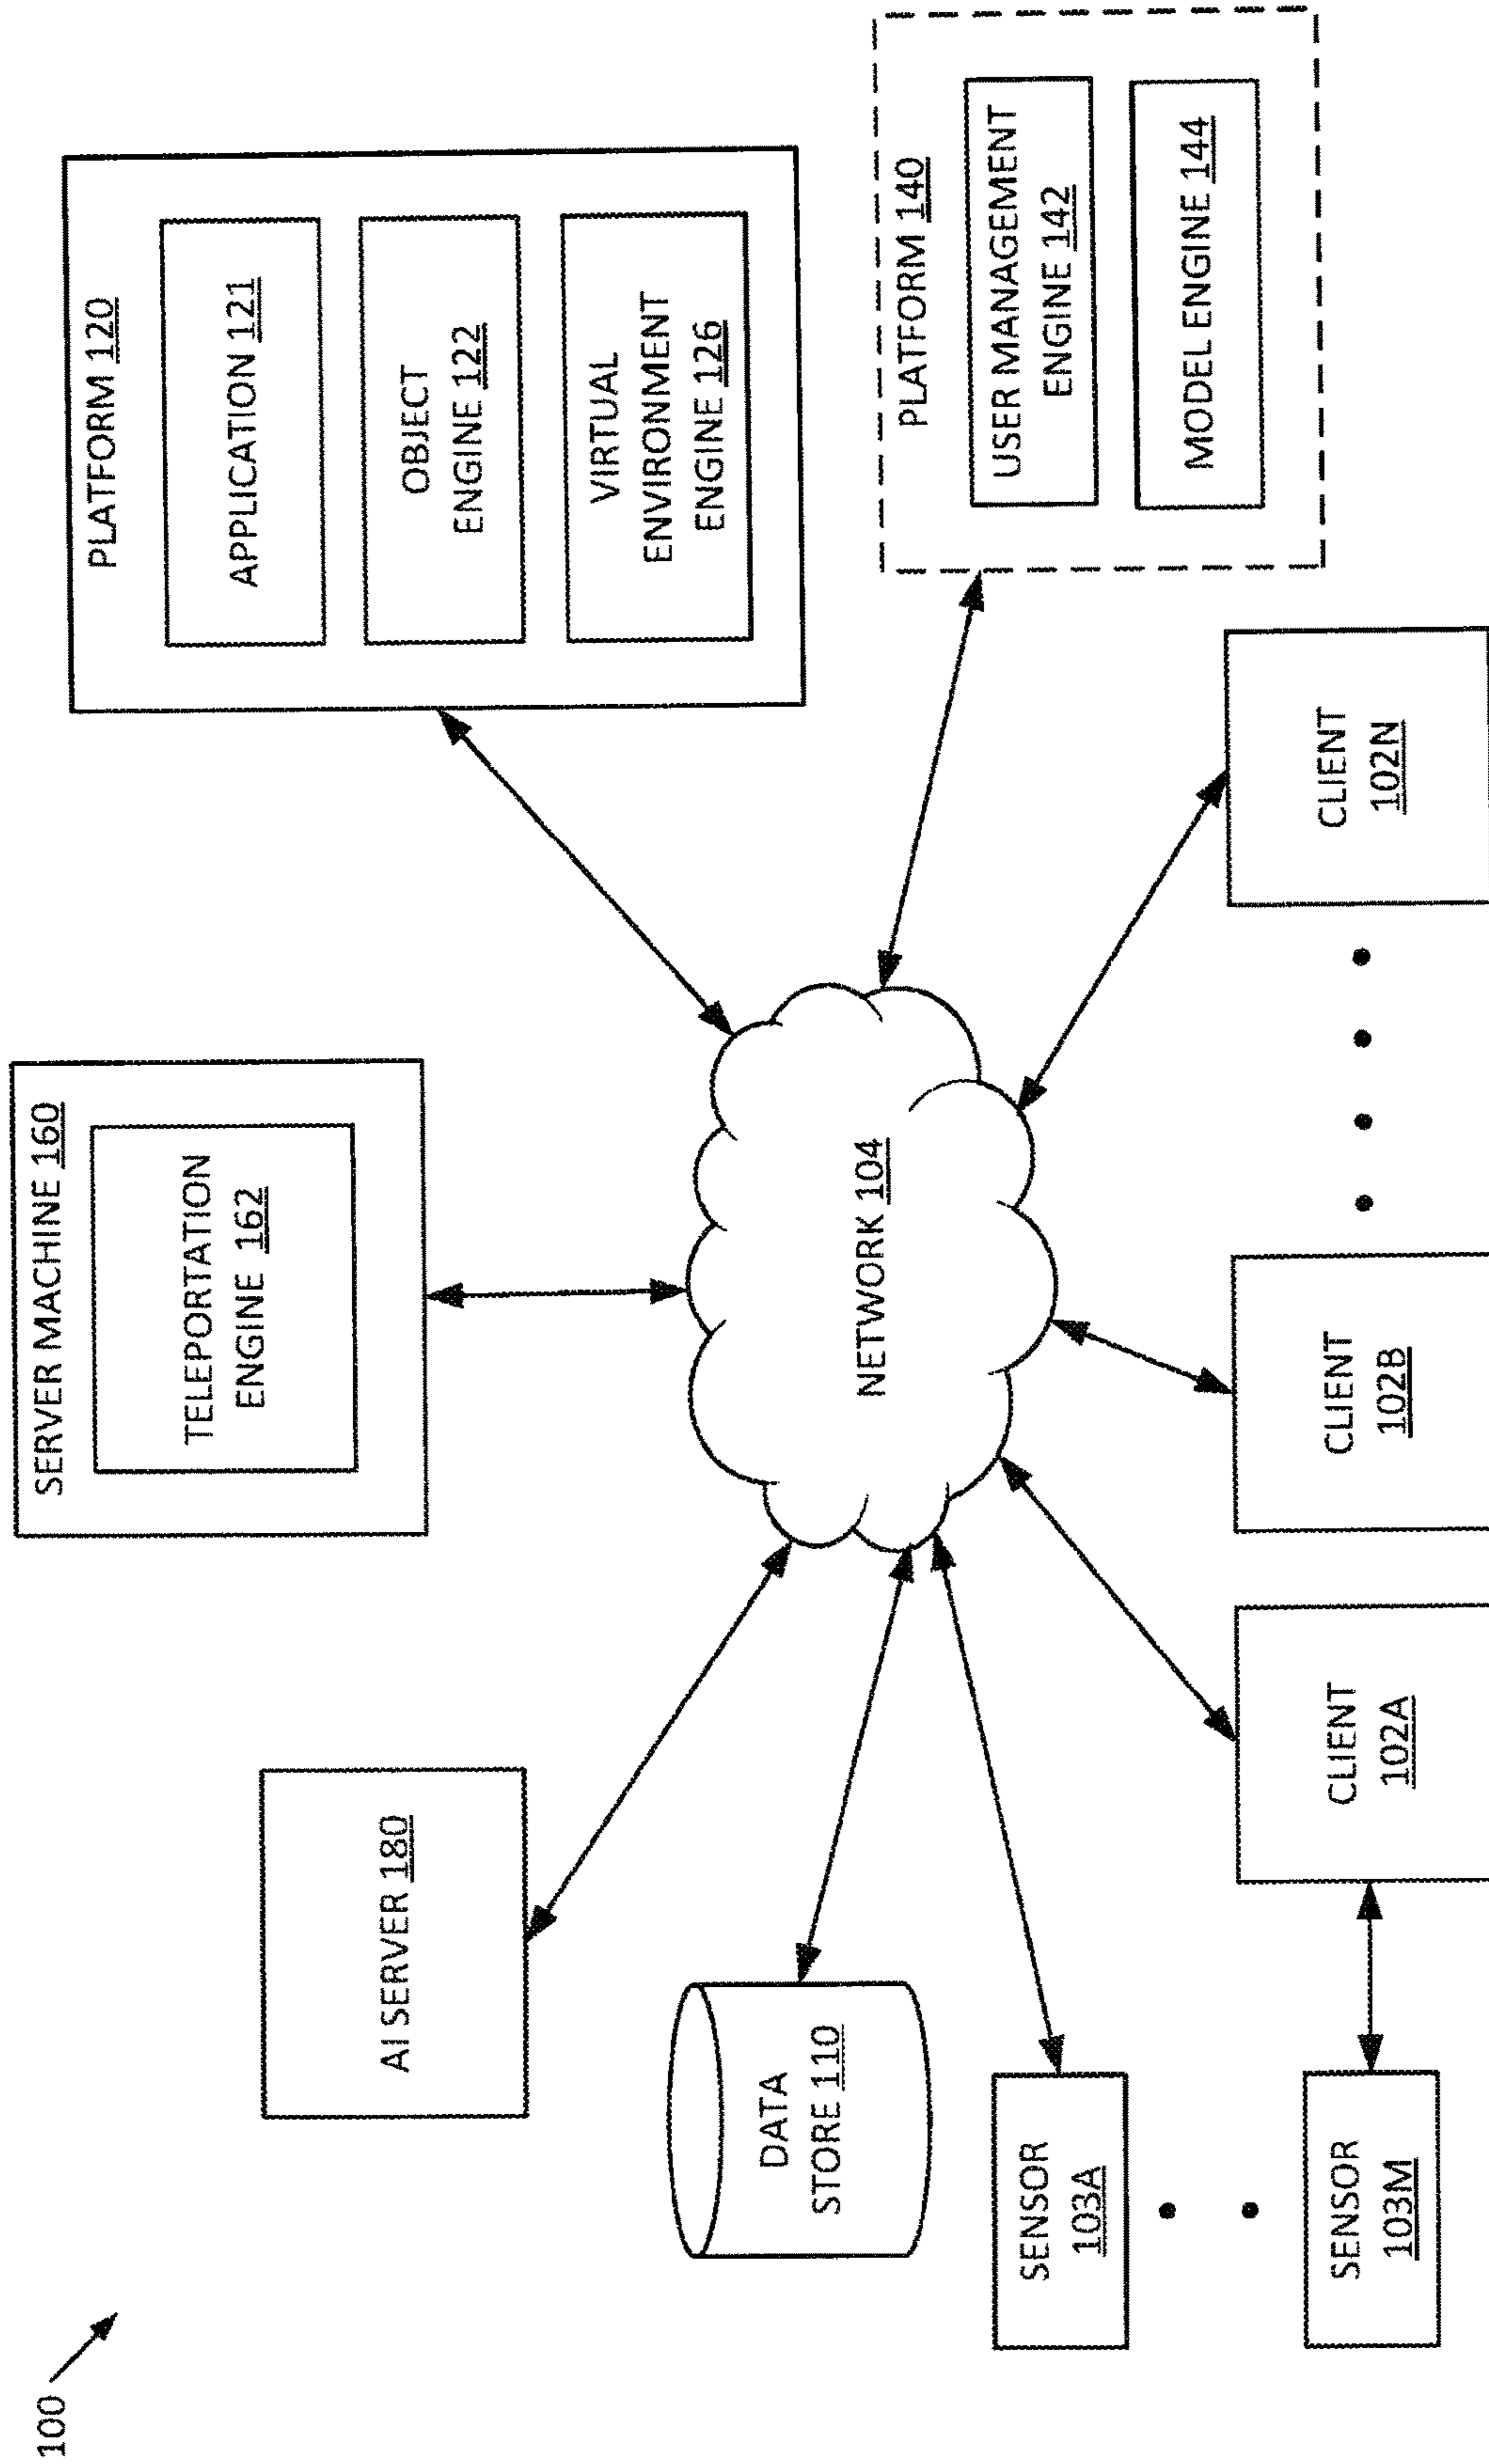 100
SERVER MACHINE 160
TELEPORTATION
ENGINE 162
PLATFORM 120
APPLICATION 121
OBJECT
ENGINE 122
VIRTUAL
ENVIRONMENT
ENGINE 126
AI SERVER 180
DATA
STORE 110
NETWORK 104
PLATFORM 140
USER MANAGEMENT
ENGINE 142
MODEL ENGINE 144
SENSOR
103A
SENSOR
103M
CLIENT
102A
CLIENT
102B
CLIENT
102N